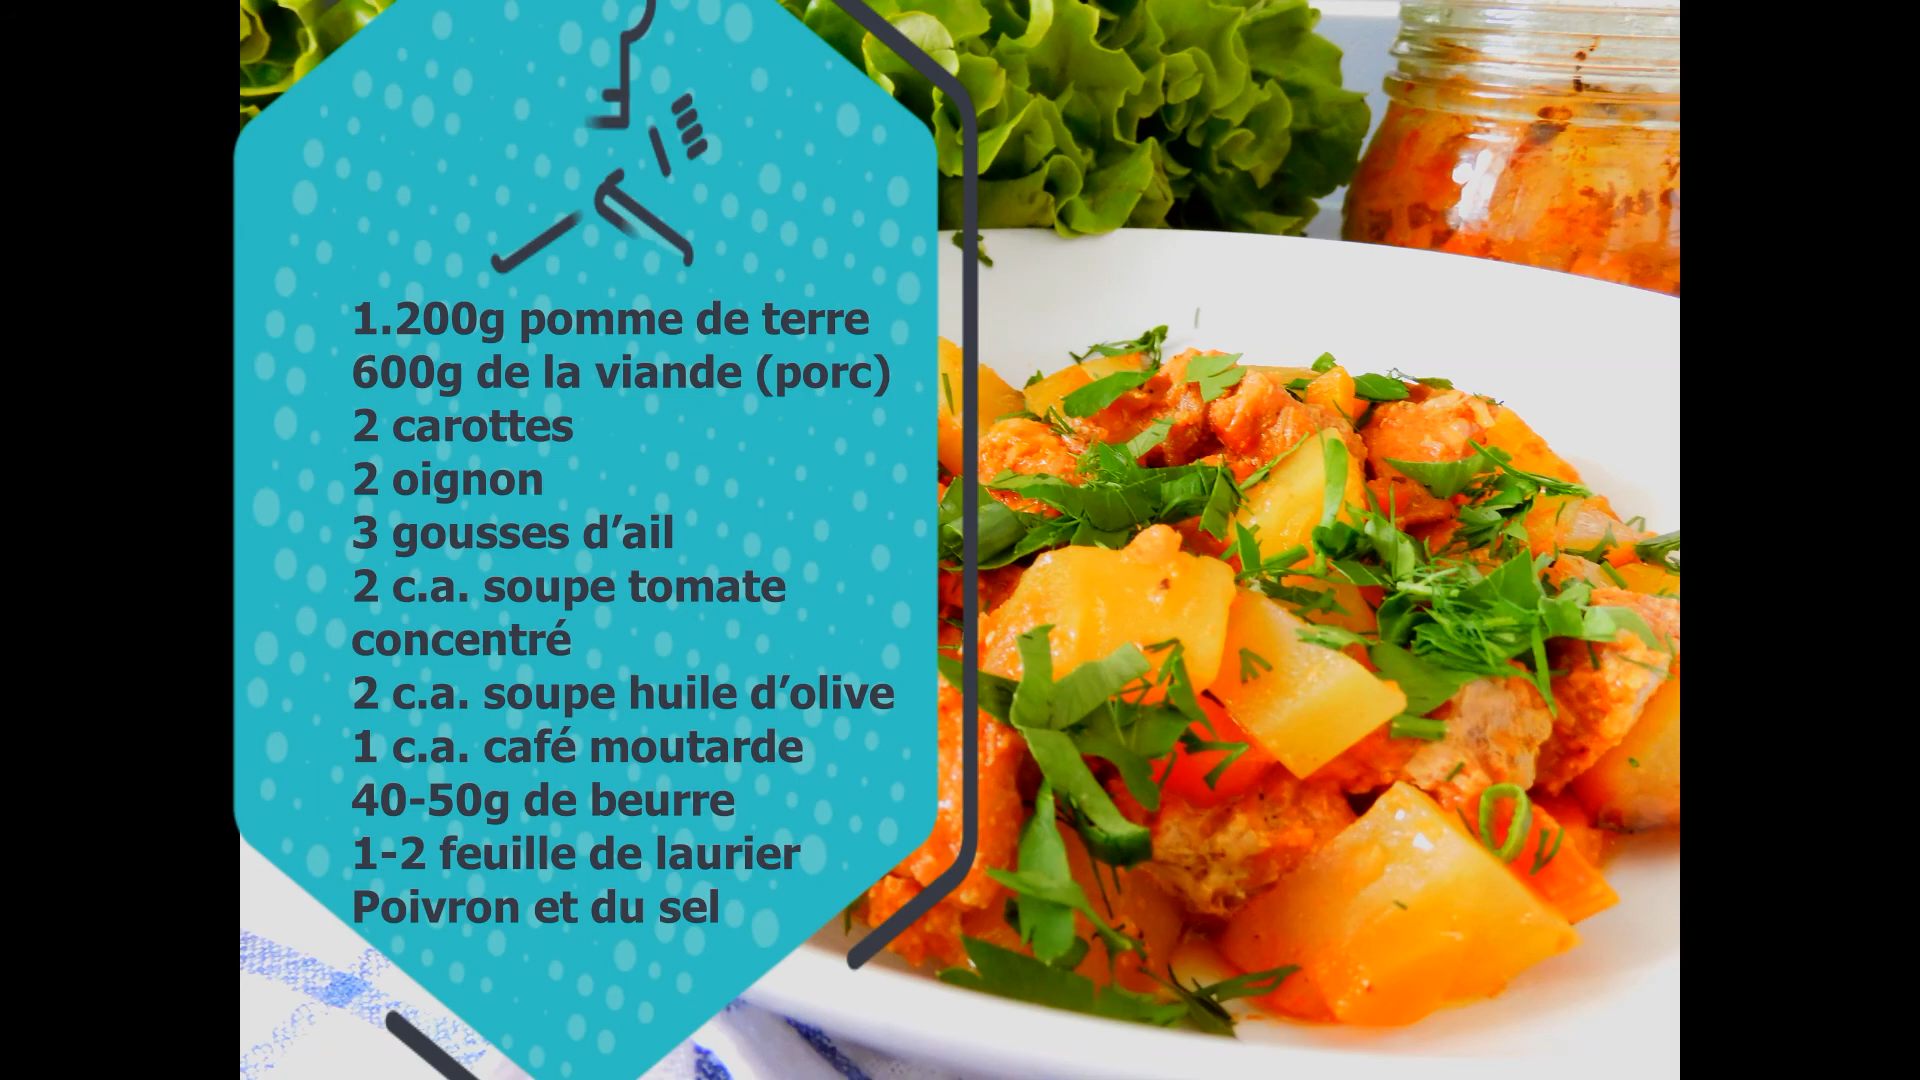 1.200g pomme de terre
600g de la viande (porc)
2 carottes
2 oignon
3 gousses d’ail
2 c.a. soupe tomate
concentré
2 c.a. soupe huile d’olive
1 c.a. café moutarde
40-50g de beurre
1-2 feuille de laurier
Poivron et du sel